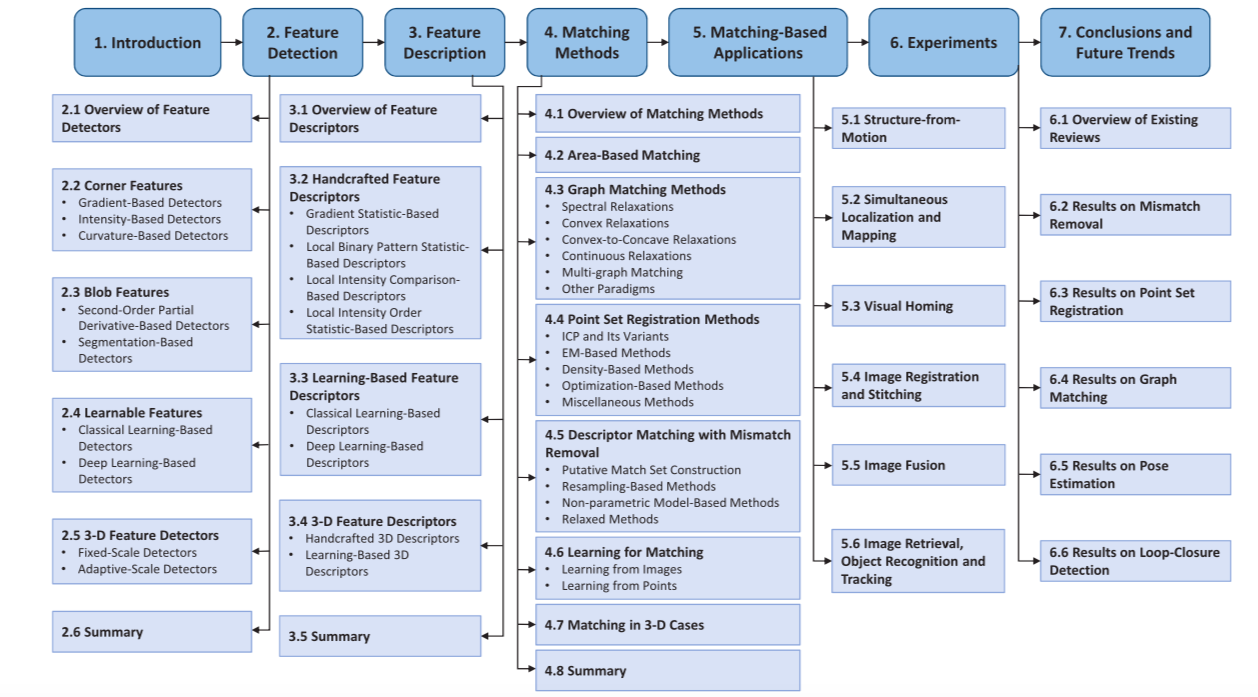 1. Introduction
2. Feature
Detection
3. Feature
Description
4. Matching
Methods
5. Matching-Based
Applications
6. Experiments
7. Conclusions and
Future Trends
2.1 Overview of Feature
Detectors
2.2 Corner Features
• Gradient-Based Detectors
• Intensity-Based Detectors
• Curvature-Based Detectors
2.3 Blob Features
• Second-Order Partial
Derivative-Based Detectors
• Segmentation-Based
Detectors
2.4 Learnable Features
• Classical Learning-Based
Detectors
• Deep Learning-Based
Detectors
2.5 3-D Feature Detectors
• Fixed-Scale Detectors
• Adaptive-Scale Detectors
2.6 Summary
3.1 Overview of Feature
Descriptors
3.2 Handcrafted Feature
Descriptors
• Gradient Statistic-Based
Descriptors
• Local Binary Pattern Statistic-
Based Descriptors
• Local Intensity Comparison-
Based Descriptors
• Local Intensity Order
Statistic-Based Descriptors
3.3 Learning-Based Feature
Descriptors
• Classical Learning-Based
Descriptors
• Deep Learning-Based
Descriptors
3.4 3-D Feature Descriptors
• Handcrafted 3D Descriptors
• Learning-Based 3D
Descriptors
3.5 Summary
4.1 Overview of Matching Methods
4.2 Area-Based Matching
4.3 Graph Matching Methods
• Spectral Relaxations
• Convex Relaxations
• Convex-to-Concave Relaxations
• Continuous Relaxations
• Multi-graph Matching
• Other Paradigms
4.4 Point Set Registration Methods
• ICP and Its Variants
• EM-Based Methods
• Density-Based Methods
• Optimization-Based Methods
• Miscellaneous Methods
4.5 Descriptor Matching with Mismatch
Removal
• Putative Match Set Construction
• Resampling-Based Methods
• Non-parametric Model-Based Methods
• Relaxed Methods
4.6 Learning for Matching
• Learning from Images
• Learning from Points
4.7 Matching in 3-D Cases
4.8 Summary
5.1 Structure-from-
Motion
5.2 Simultaneous
Localization and
Mapping
5.3 Visual Homing
5.4 Image Registration
and Stitching
5.5 Image Fusion
5.6 Image Retrieval,
Object Recognition and
Tracking
6.1 Overview of Existing
Reviews
6.2 Results on Mismatch
Removal
6.3 Results on Point Set
Registration
6.4 Results on Graph
Matching
6.5 Results on Pose
Estimation
6.6 Results on Loop-Closure
Detection